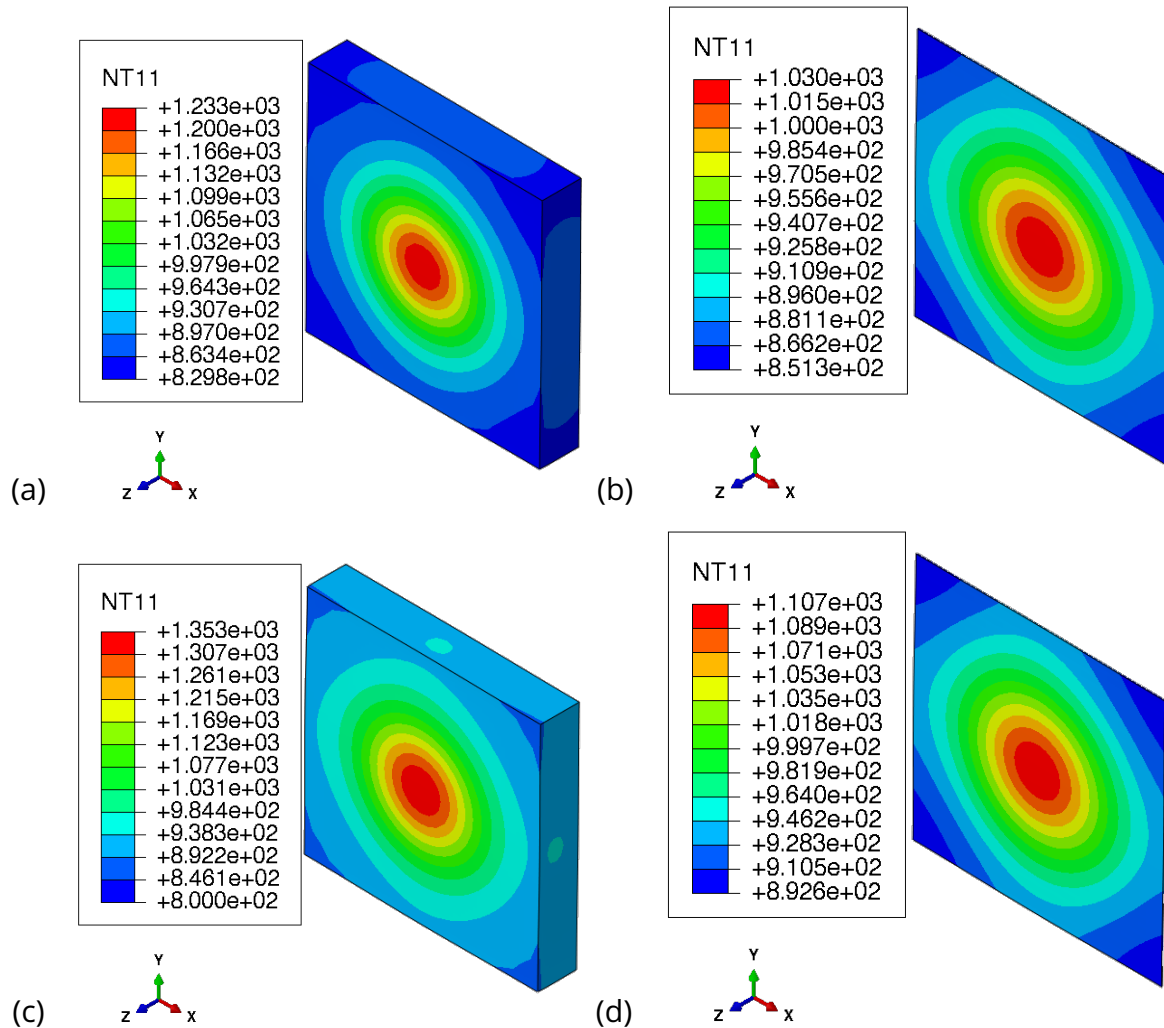 NT11
+1.233e+03
+1.200e+03
+1.166e+03
+1.132e+03
+1.099e+03
+1.065e+03
+1.032e+03
+9.979e+02
+9.643e+02
+9.307e+02
+8.970e+02
+8.634e+02
+8.298e+02
Y
Z X
(a)
NT11
+1.030e+03
+1.015e+03
+1.000e+03
+9.854e+02
+9.705e+02
+9.556e+02
+9.407e+02
+9.258e+02
+9.109e+02
+8.960e+02
+8.811e+02
+8.662e+02
+8.513e+02
Y
Z X
(b)
NT11
+1.353e+03
+1.307e+03
+1.261e+03
+1.215e+03
+1.169e+03
+1.123e+03
+1.077e+03
+1.031e+03
+9.844e+02
+9.383e+02
+8.922e+02
+8.461e+02
+8.000e+02
Y
Z X
(c)
NT11
+1.107e+03
+1.089e+03
+1.071e+03
+1.053e+03
+1.035e+03
+1.018e+03
+9.997e+02
+9.819e+02
+9.640e+02
+9.462e+02
+9.283e+02
+9.105e+02
+8.926e+02
Y
Z X
(d)